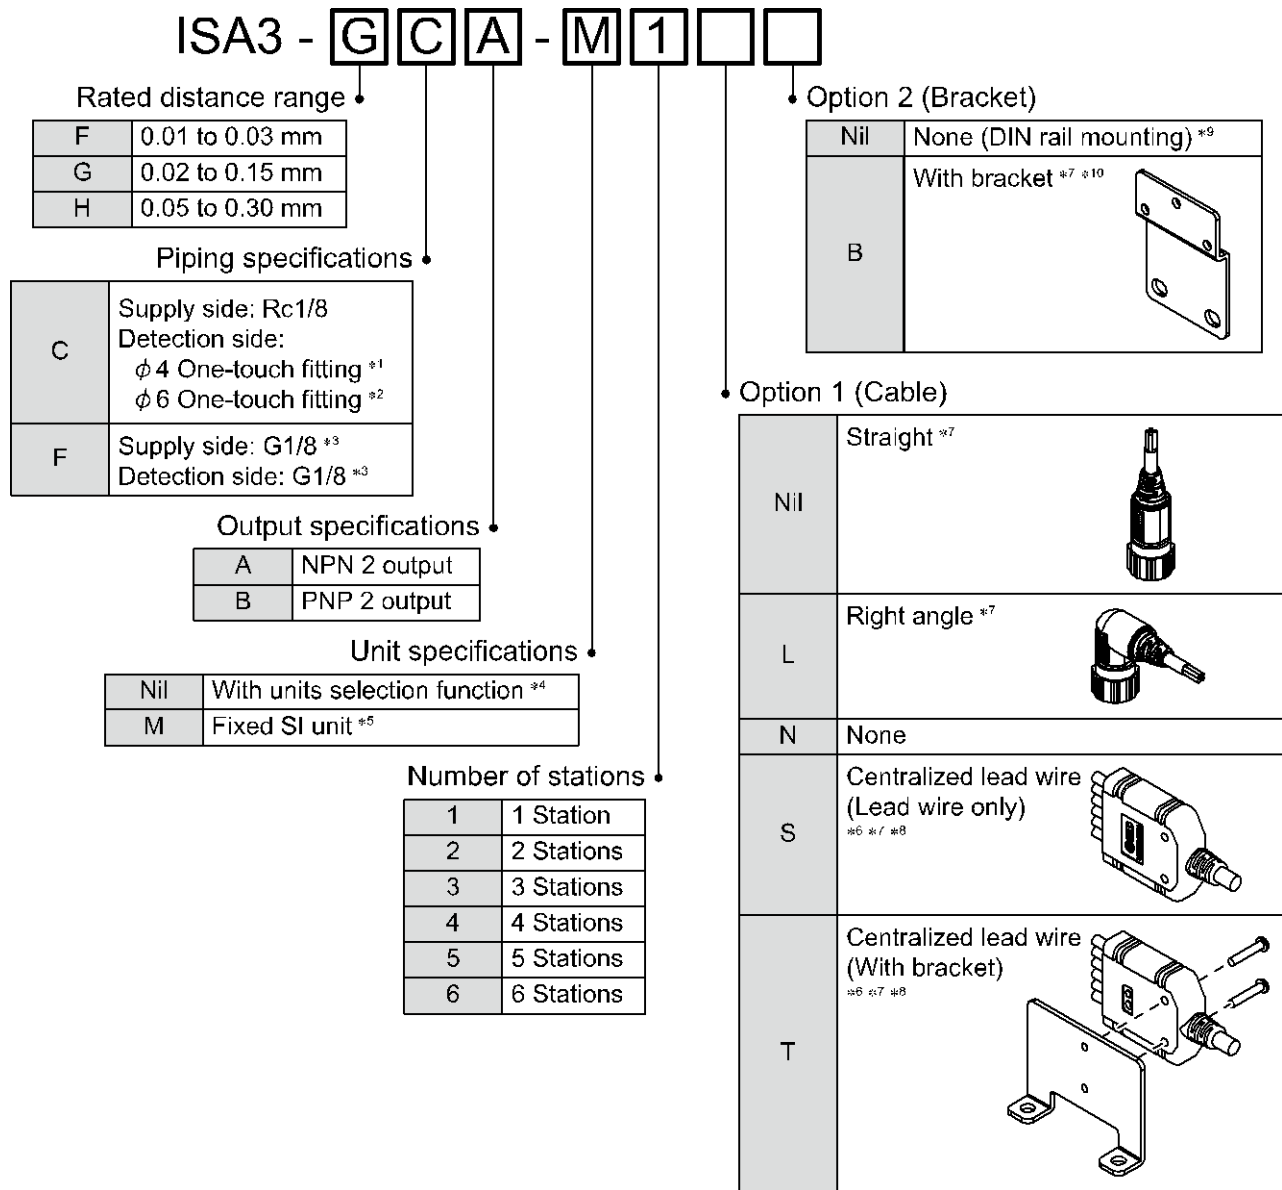 ISA3 - G C A - M 1
Rated distance range
F 0.01 to 0.03 mm
G 0.02 to 0.15 mm
H 0.05 to 0.30 mm
Piping specifications
C
Supply side: Rc1/8
Detection side:
ϕ4 One-touch fitting *1
ϕ6 One-touch fitting *2
F
Supply side: G1/8 *3
Detection side: G1/8 *3
Output specifications
A NPN 2 output
B PNP 2 output
Unit specifications
Nil With units selection function *4
M Fixed SI unit *5
Number of stations
1 1 Station
2 2 Stations
3 3 Stations
4 4 Stations
5 5 Stations
6 6 Stations
Option 2 (Bracket)
Nil None (DIN rail mounting) *9
B With bracket *7 *10
Option 1 (Cable)
Nil Straight *7
L Right angle *7
N None
S
Centralized lead wire
(Lead wire only)
*6 *7 *8
T
Centralized lead wire
(With bracket)
*6 *7 *8